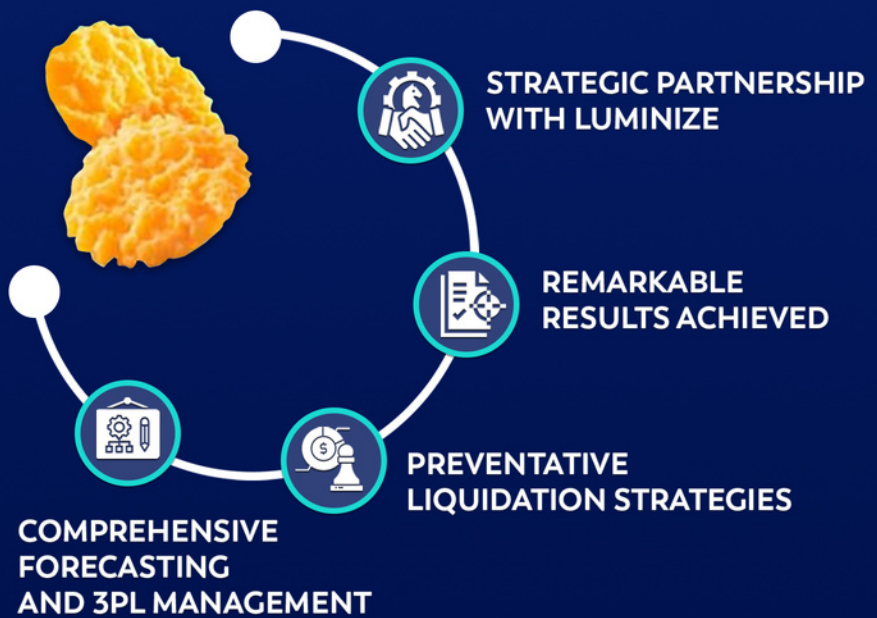 STRATEGIC PARTNERSHIP
WITH LUMINIZE
REMARKABLE
RESULTS ACHIEVED
PREVENTATIVE
LIQUIDATION STRATEGIES
COMPREHENSIVE
FORECASTING
AND 3PL MANAGEMENT